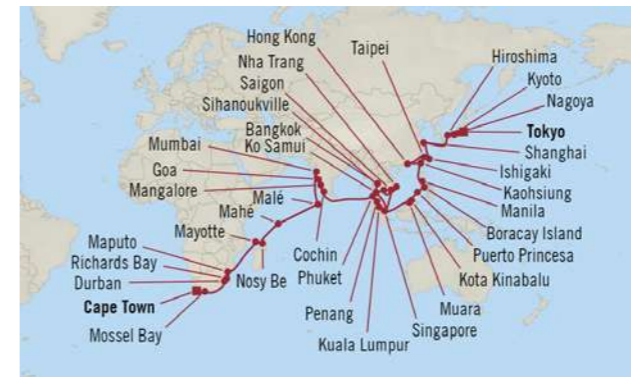 Hong Kong
Taipei
Nha Trang
Saigon
Sihanoukville
Bangkok
Ko Samui
Mumbai
Goa
Mangalore
Malé
Mahé
Mayotte
Maputo
Richards Bay
Durban
Cape Town
Mossel Bay
Nosy Be
Cochin
Phuket
Penang
Kuala Lumpur
Singapore
Muara
Kota Kinabalu
Puerto Princesa
Boracay Island
Manila
Kaohsiung
Ishigaki
Shanghai
Tokyo
Nagoya
Kyoto
Hiroshima